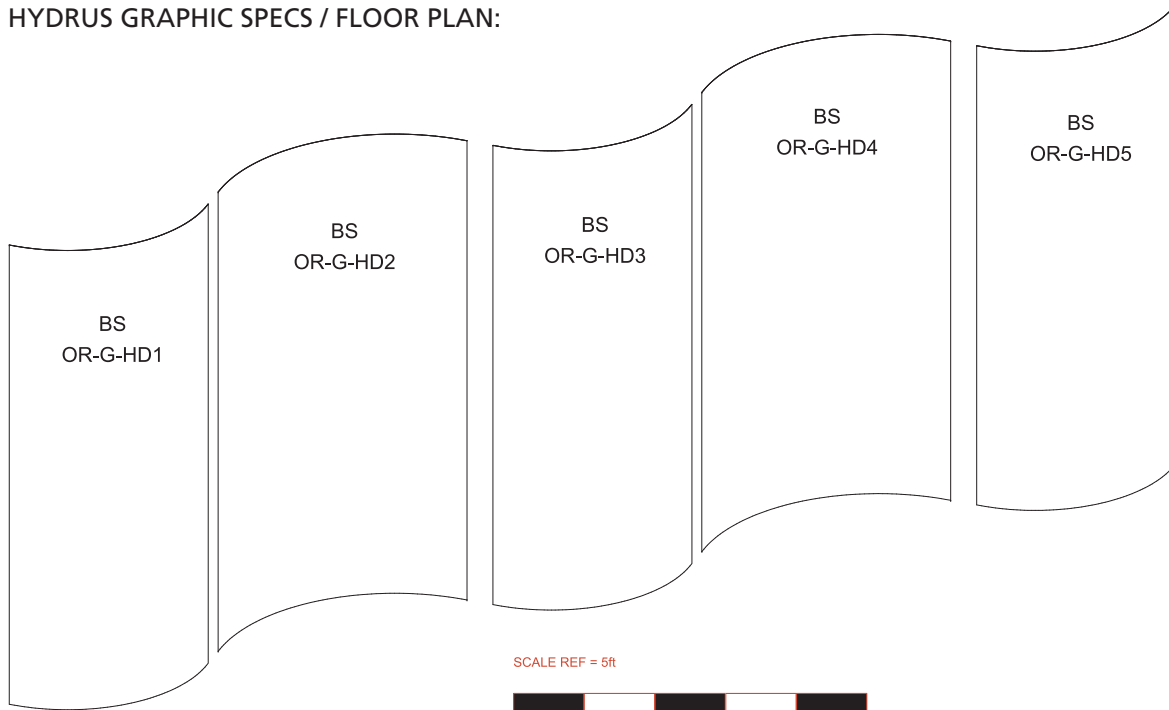 HYDRUS GRAPHIC SPECS / FLOOR PLAN:
BS
OR-G-HD1
BS
OR-G-HD2
BS
OR-G-HD3
BS
OR-G-HD4
BS
OR-G-HD5
SCALE REF = 5ft